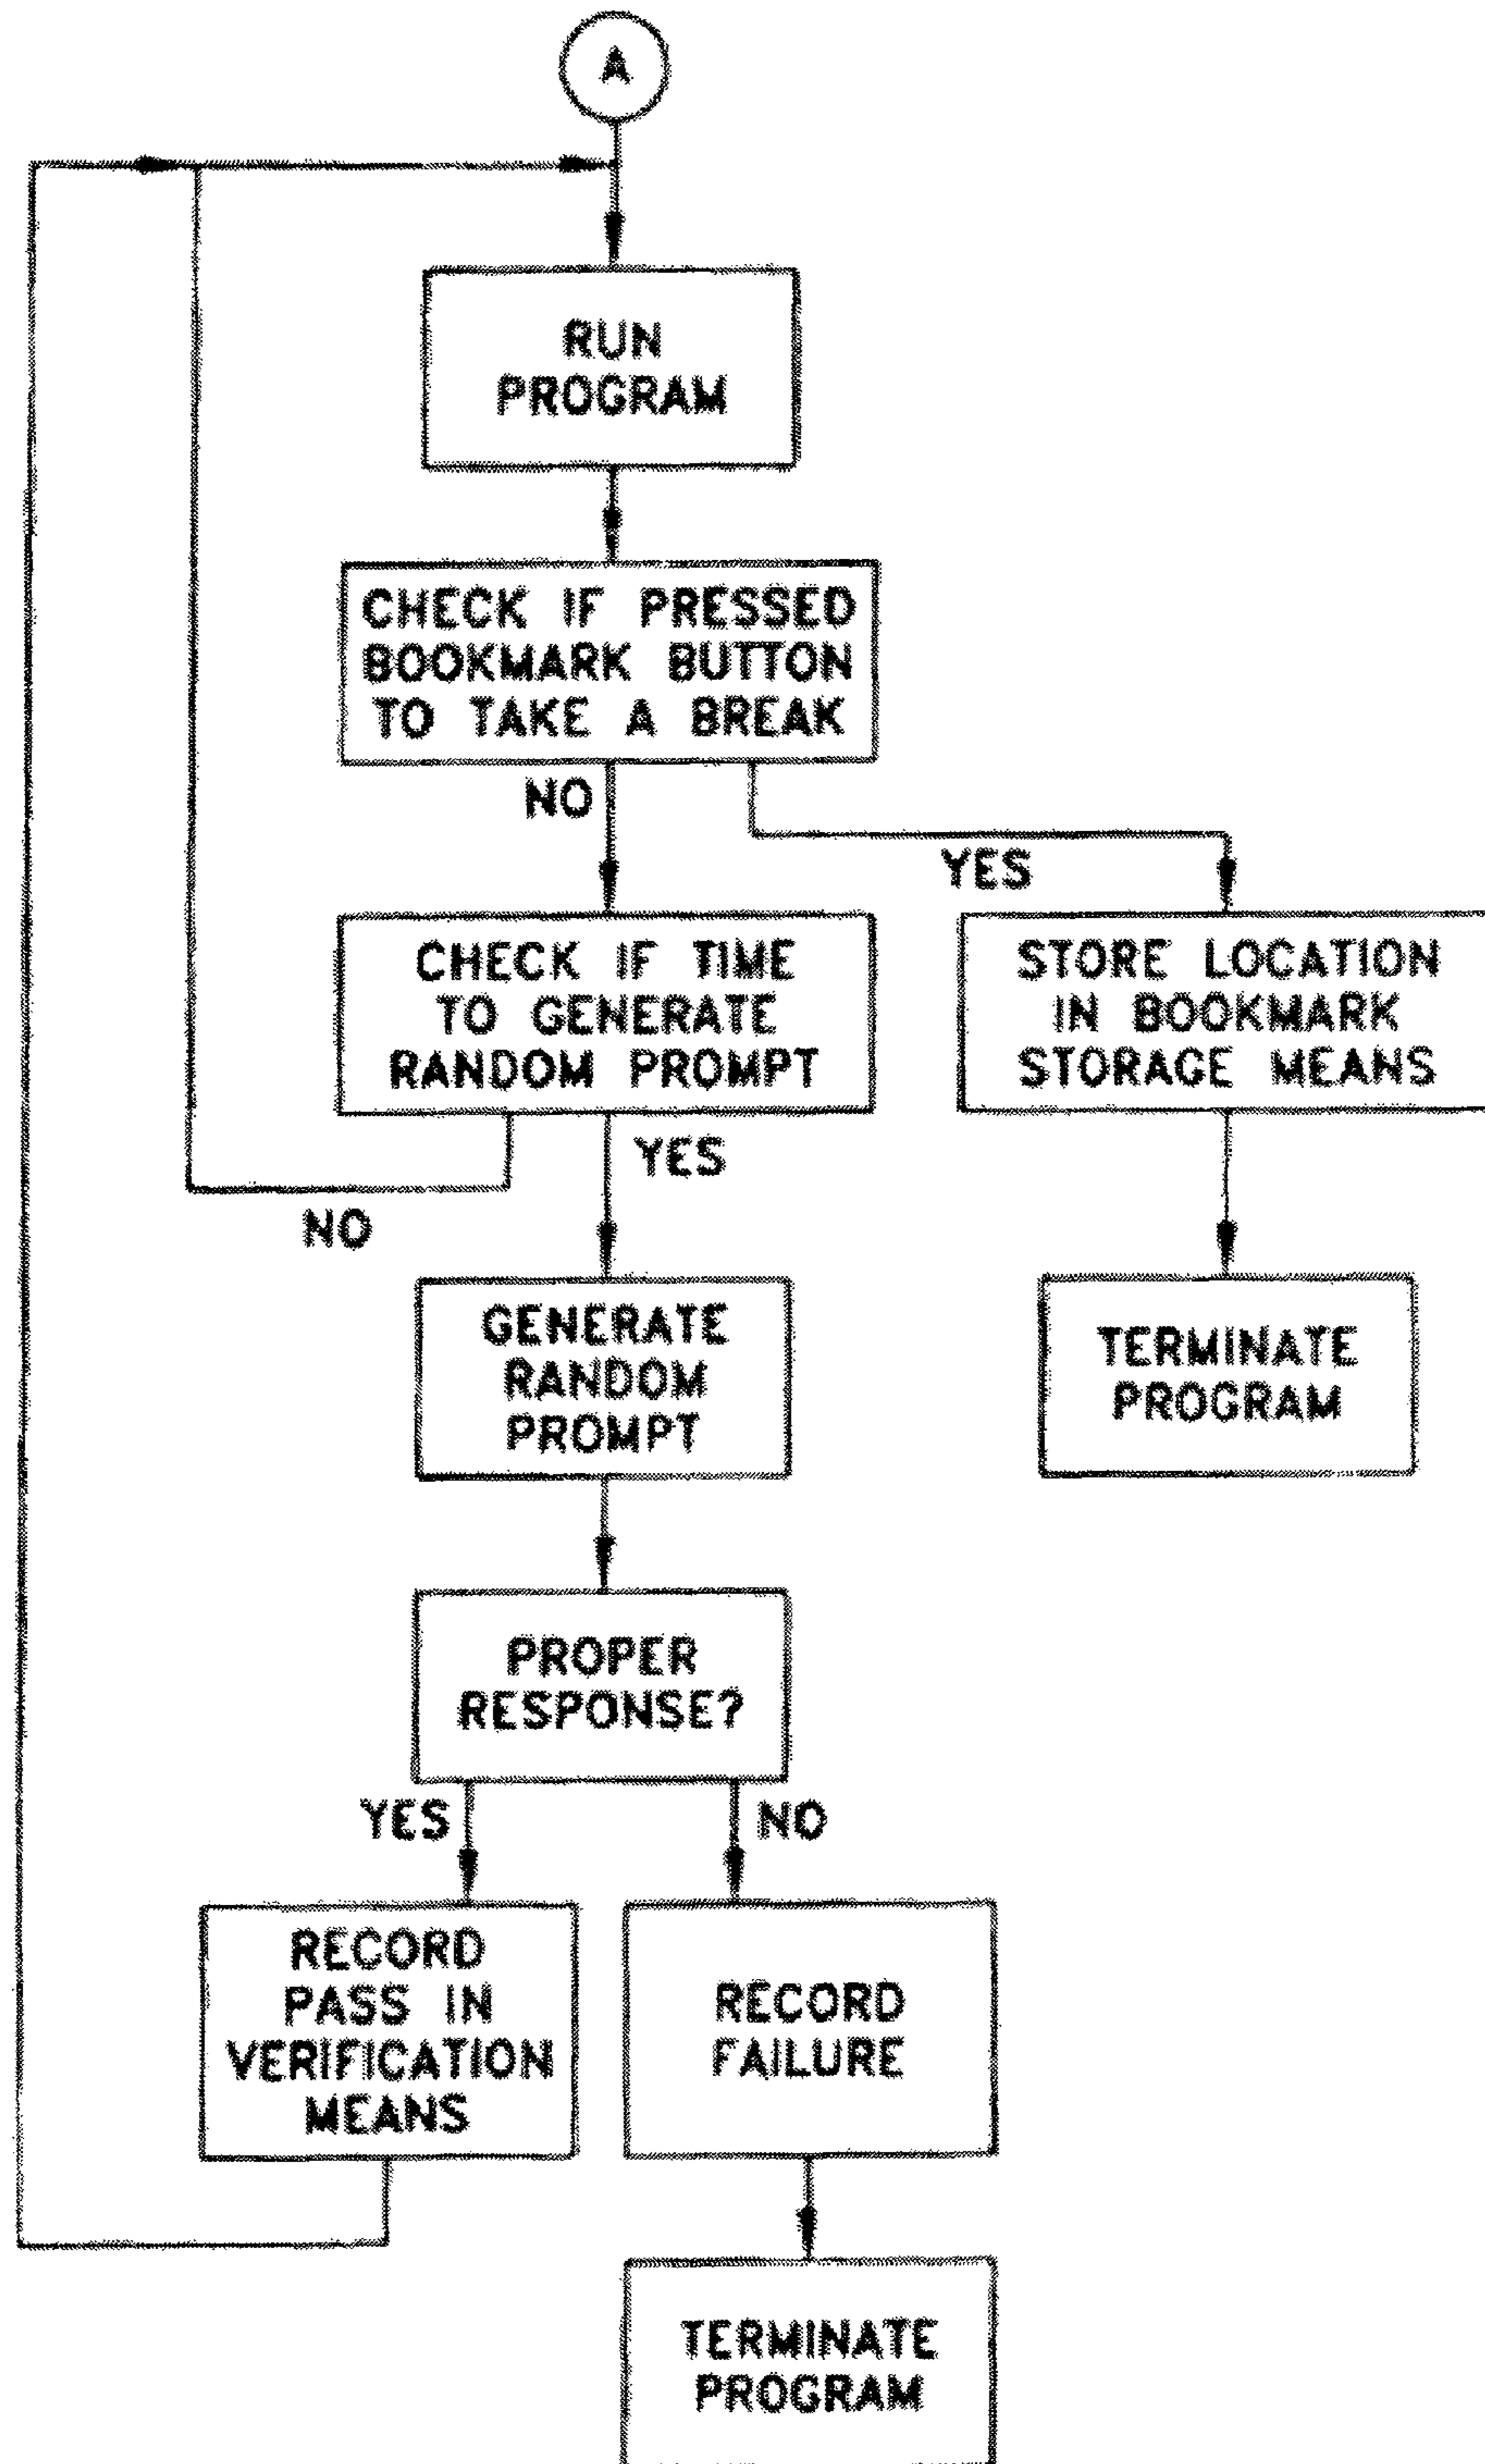 A
RUN
PROGRAM
CHECK IF PRESSED
BOOKMARK BUTTON
TO TAKE A BREAK
NO
YES
CHECK IF TIME
TO GENERATE
RANDOM PROMPT
STORE LOCATION
IN BOOKMARK
STORAGE MEANS
YES
NO
GENERATE
RANDOM
PROMPT
TERMINATE
PROGRAM
PROPER
RESPONSE?
YES
NO
RECORD
PASS IN
VERIFICATION
MEANS
RECORD
FAILURE
TERMINATE
PROGRAM